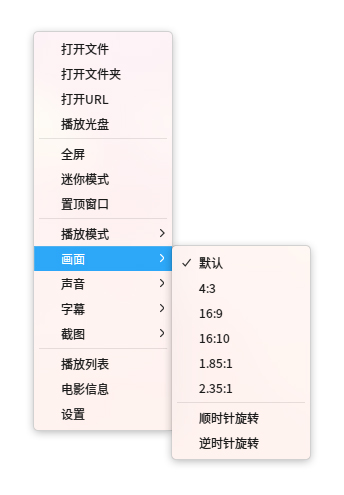 打开文件
打开文件夹
打开URL
播放光盘
全屏
迷你模式
置顶窗口
播放模式
画面
声音
字幕
截图
播放列表
电影信息
设置
默认
4:3
16:9
16:10
1.85:1
2.35:1
顺时针旋转
逆时针旋转